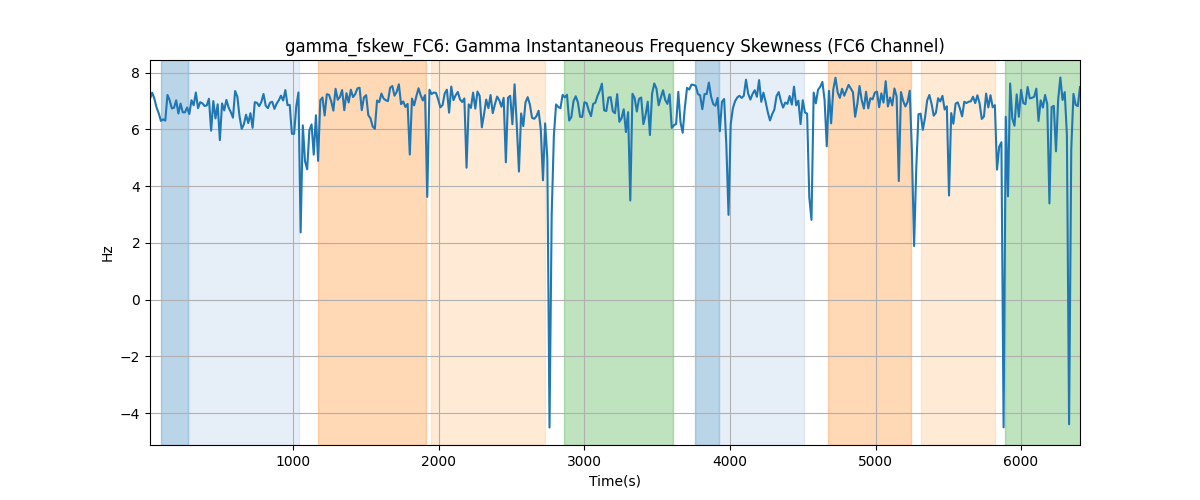 gamma_fskew_FC6: Gamma Instantaneous Frequency Skewness (FC6 Channel)
8
6
4
2
0
−2
−4
Hz
1000 2000 3000 4000 5000 6000
Time(s)